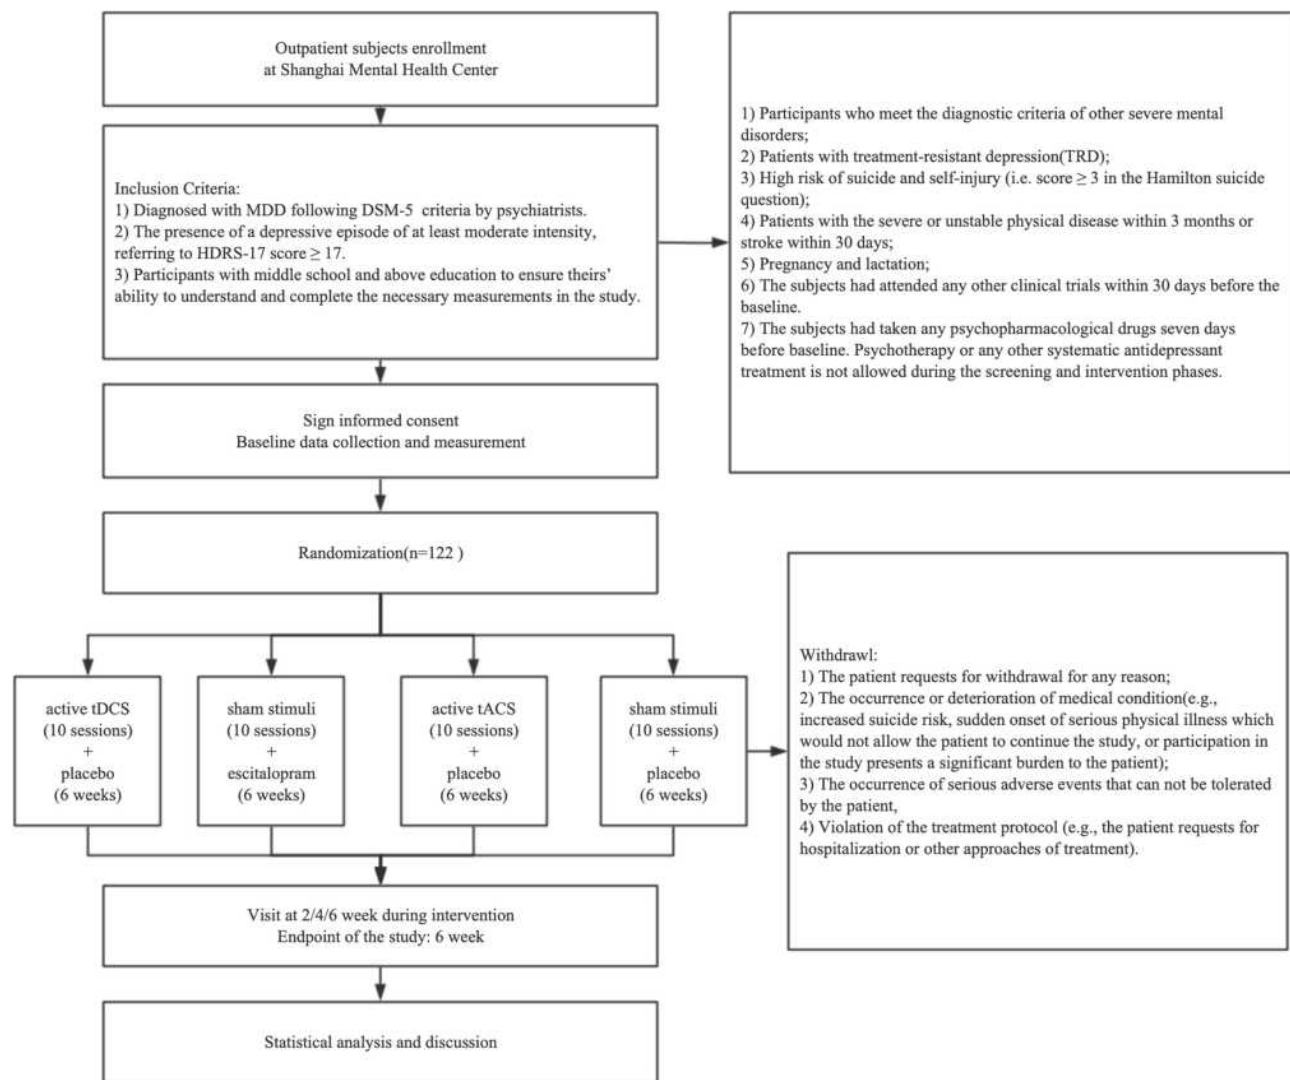 Outpatient subjects enrollment
at Shanghai Mental Health Center
Inclusion Criteria:
1) Diagnosed with MDD following DSM-5 criteria by psychiatrists.
2) The presence of a depressive episode of at least moderate intensity,
referring to HDRS-17 score ≥ 17.
3) Participants with middle school and above education to ensure theirs'
ability to understand and complete the necessary measurements in the study.
1) Participants who meet the diagnostic criteria of other severe mental
disorders;
2) Patients with treatment-resistant depression(TRD);
3) High risk of suicide and self-injury (i.e. score ≥ 3 in the Hamilton suicide
question);
4) Patients with the severe or unstable physical disease within 3 months or
stroke within 30 days;
5) Pregnancy and lactation;
6) The subjects had attended any other clinical trials within 30 days before the
baseline.
7) The subjects had taken any psychopharmacological drugs seven days
before baseline. Psychotherapy or any other systematic antidepressant
treatment is not allowed during the screening and intervention phases.
Sign informed consent
Baseline data collection and measurement
Randomization(n=122 )
active tDCS
(10 sessions)
+
placebo
(6 weeks)
sham stimuli
(10 sessions)
+
escitalopram
(6 weeks)
active tACS
(10 sessions)
+
placebo
(6 weeks)
sham stimuli
(10 sessions)
+
placebo
(6 weeks)
Withdrawl:
1) The patient requests for withdrawal for any reason;
2) The occurrence or deterioration of medical condition(e.g.,
increased suicide risk, sudden onset of serious physical illness which
would not allow the patient to continue the study, or participation in
the study presents a significant burden to the patient);
3) The occurrence of serious adverse events that can not be tolerated
by the patient,
4) Violation of the treatment protocol (e.g., the patient requests for
hospitalization or other approaches of treatment).
Visit at 2/4/6 week during intervention
Endpoint of the study: 6 week
Statistical analysis and discussion